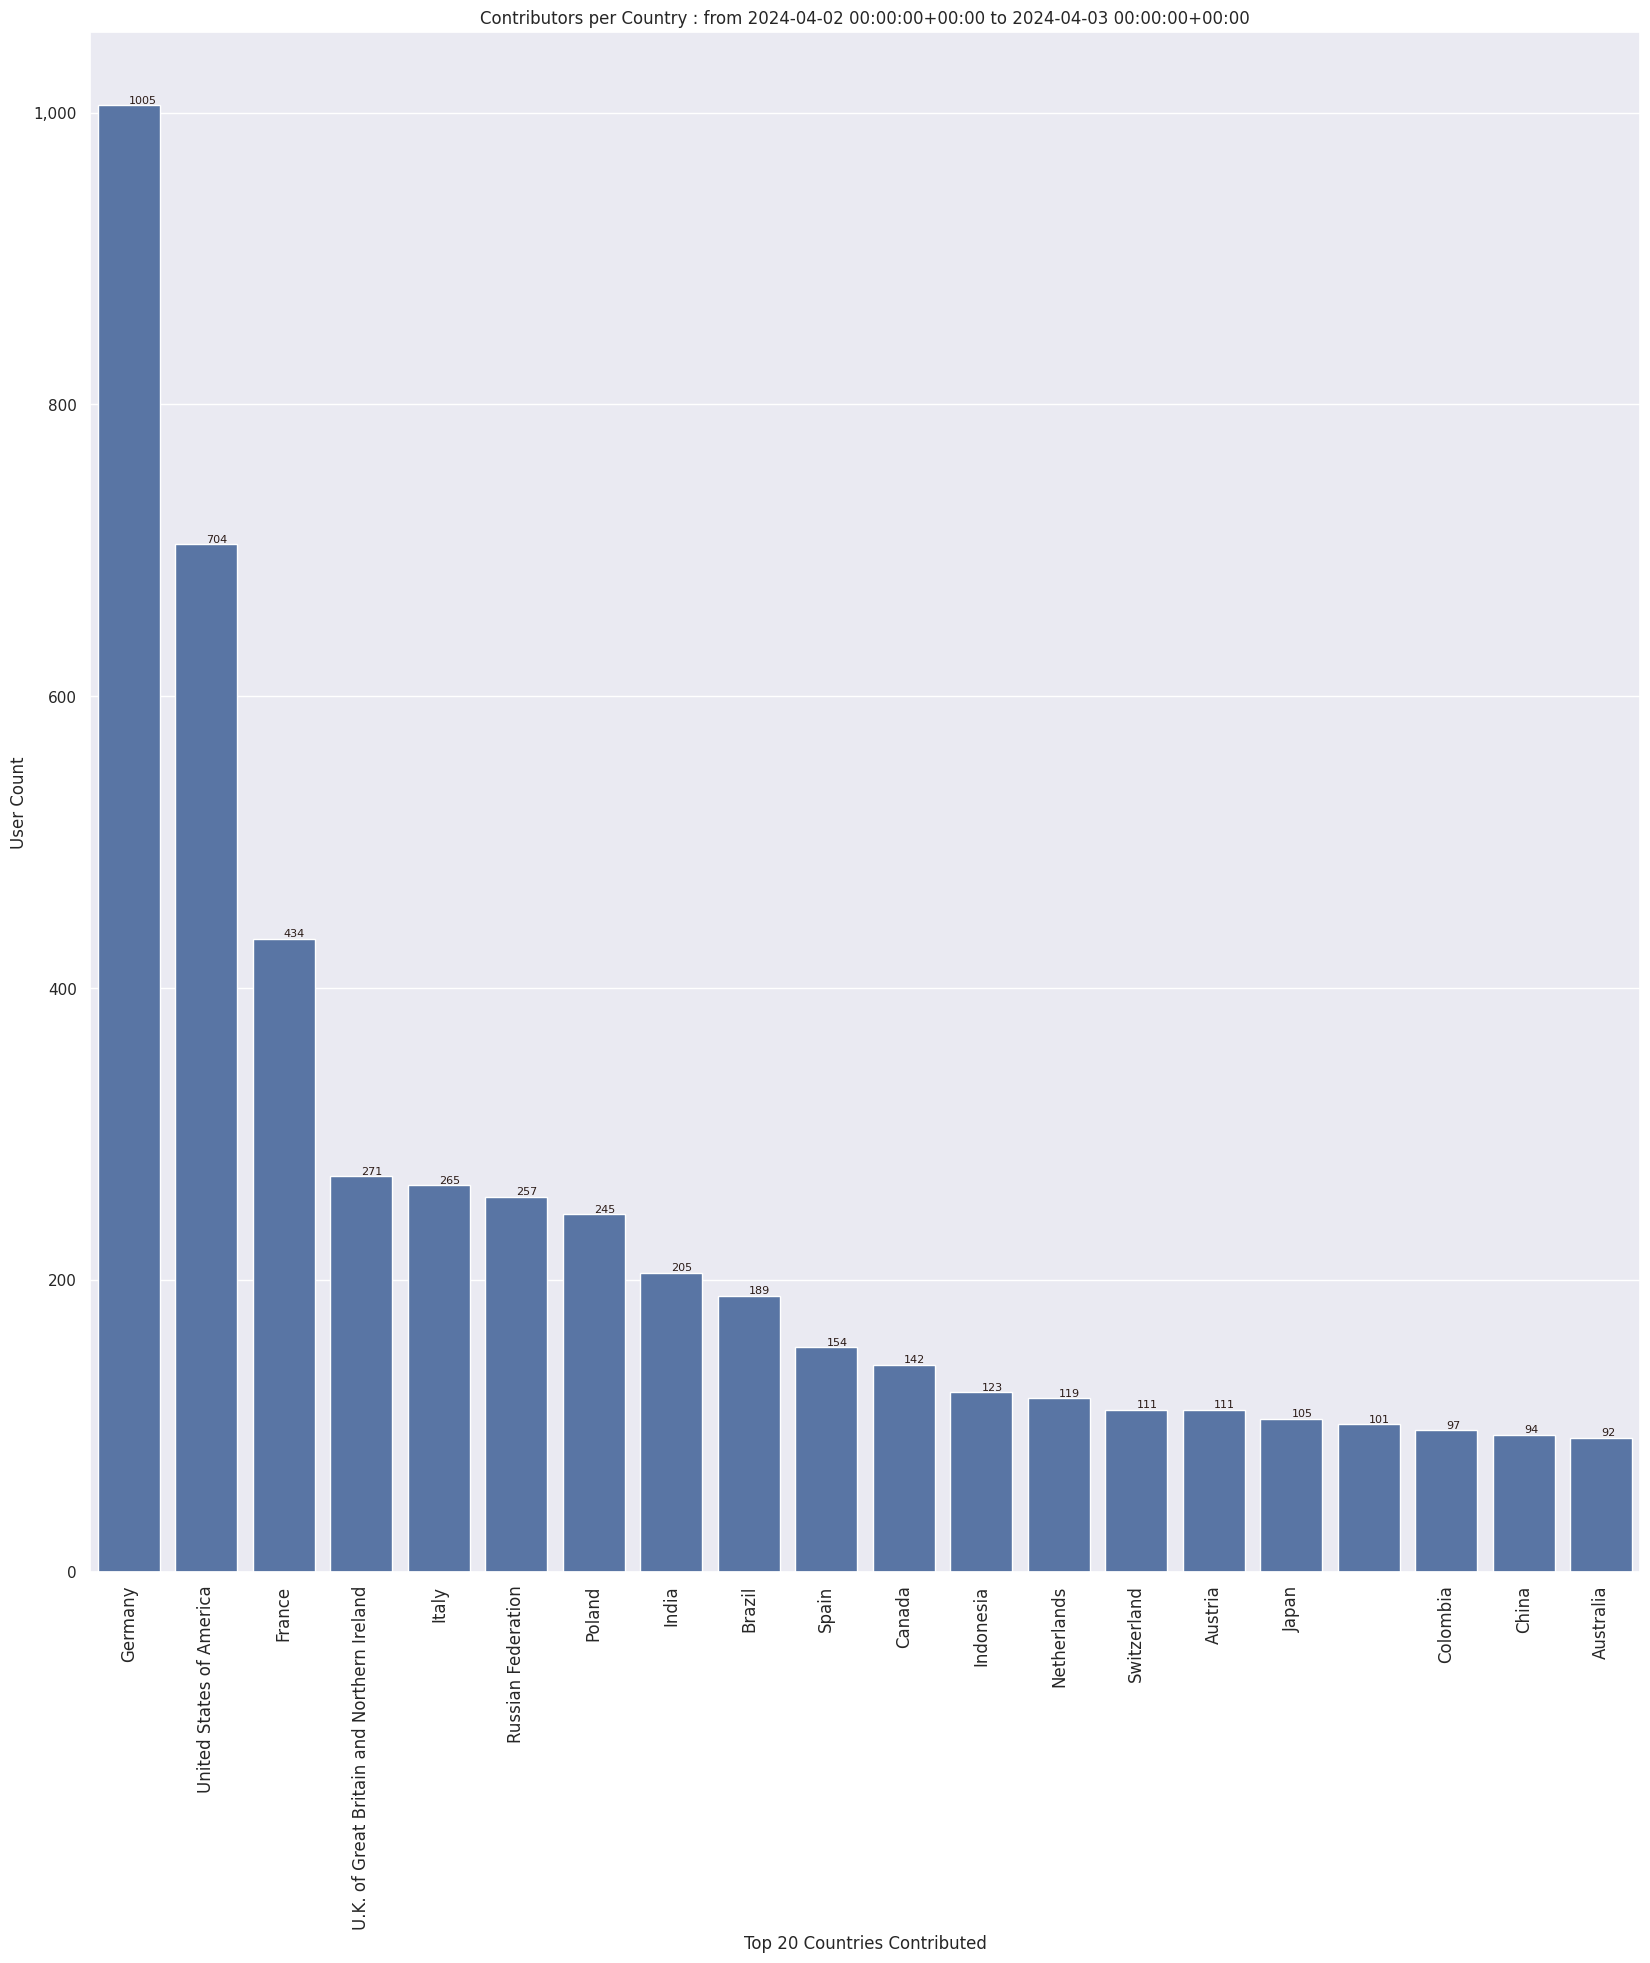 Contributors per Country : from 2024-04-02 00:00:00+00:00 to 2024-04-03 00:00:00+00:00
1,000
800
600
400
200
0
User Count
1005
704
434
271
265
257
245
205
189
154
142
123
119
111
111
105
101
97
94
92
Germany
United States of America
France
U.K. of Great Britain and Northern Ireland
Italy
Russian Federation
Poland
India
Brazil
Spain
Canada
Indonesia
Netherlands
Switzerland
Austria
Japan
Colombia
China
Australia
Top 20 Countries Contributed